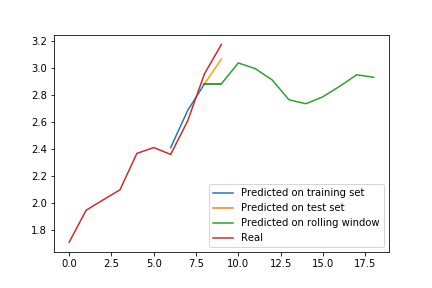 3.2
3.0
2.8
2.6
2.4
2.2
2.0
1.8
Predicted on training set
Predicted on test set
Predicted on rolling window
Real
0.0 2.5 5.0 7.5 10.0 12.5 15.0 17.5